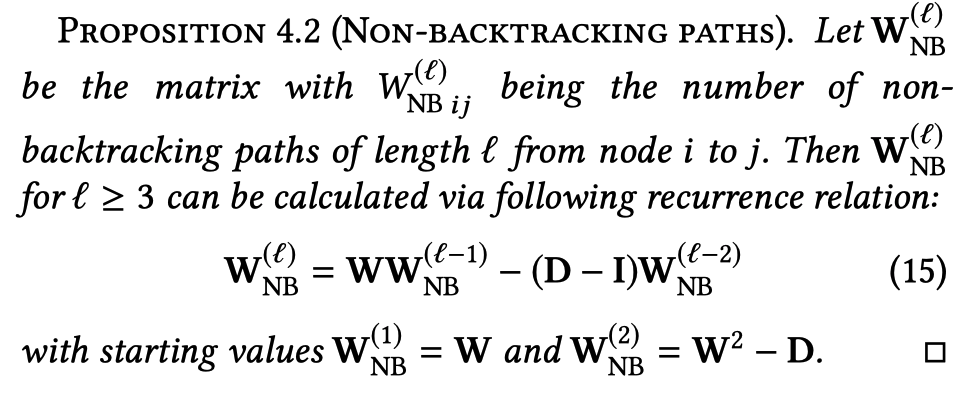 PROPOSITION 4.2 (NON-BACKTRACKING PATHS). Let $\mathbf{W}_{\mathrm{NB}}^{(\ell)}$
be the matrix with $W_{\mathrm{NB}\,ij}^{(\ell)}$ being the number of non-
backtracking paths of length $\ell$ from node i to j. Then $\mathbf{W}_{\mathrm{NB}}^{(\ell)}$
for $\ell \geq 3$ can be calculated via following recurrence relation:
$\mathbf{W}_{\mathrm{NB}}^{(\ell)} = \mathbf{W}\mathbf{W}_{\mathrm{NB}}^{(\ell-1)} - (\mathbf{D} - \mathbf{I})\mathbf{W}_{\mathrm{NB}}^{(\ell-2)}$ (15)
with starting values $\mathbf{W}_{\mathrm{NB}}^{(1)} = \mathbf{W}$ and $\mathbf{W}_{\mathrm{NB}}^{(2)} = \mathbf{W}^2 - \mathbf{D}$. □